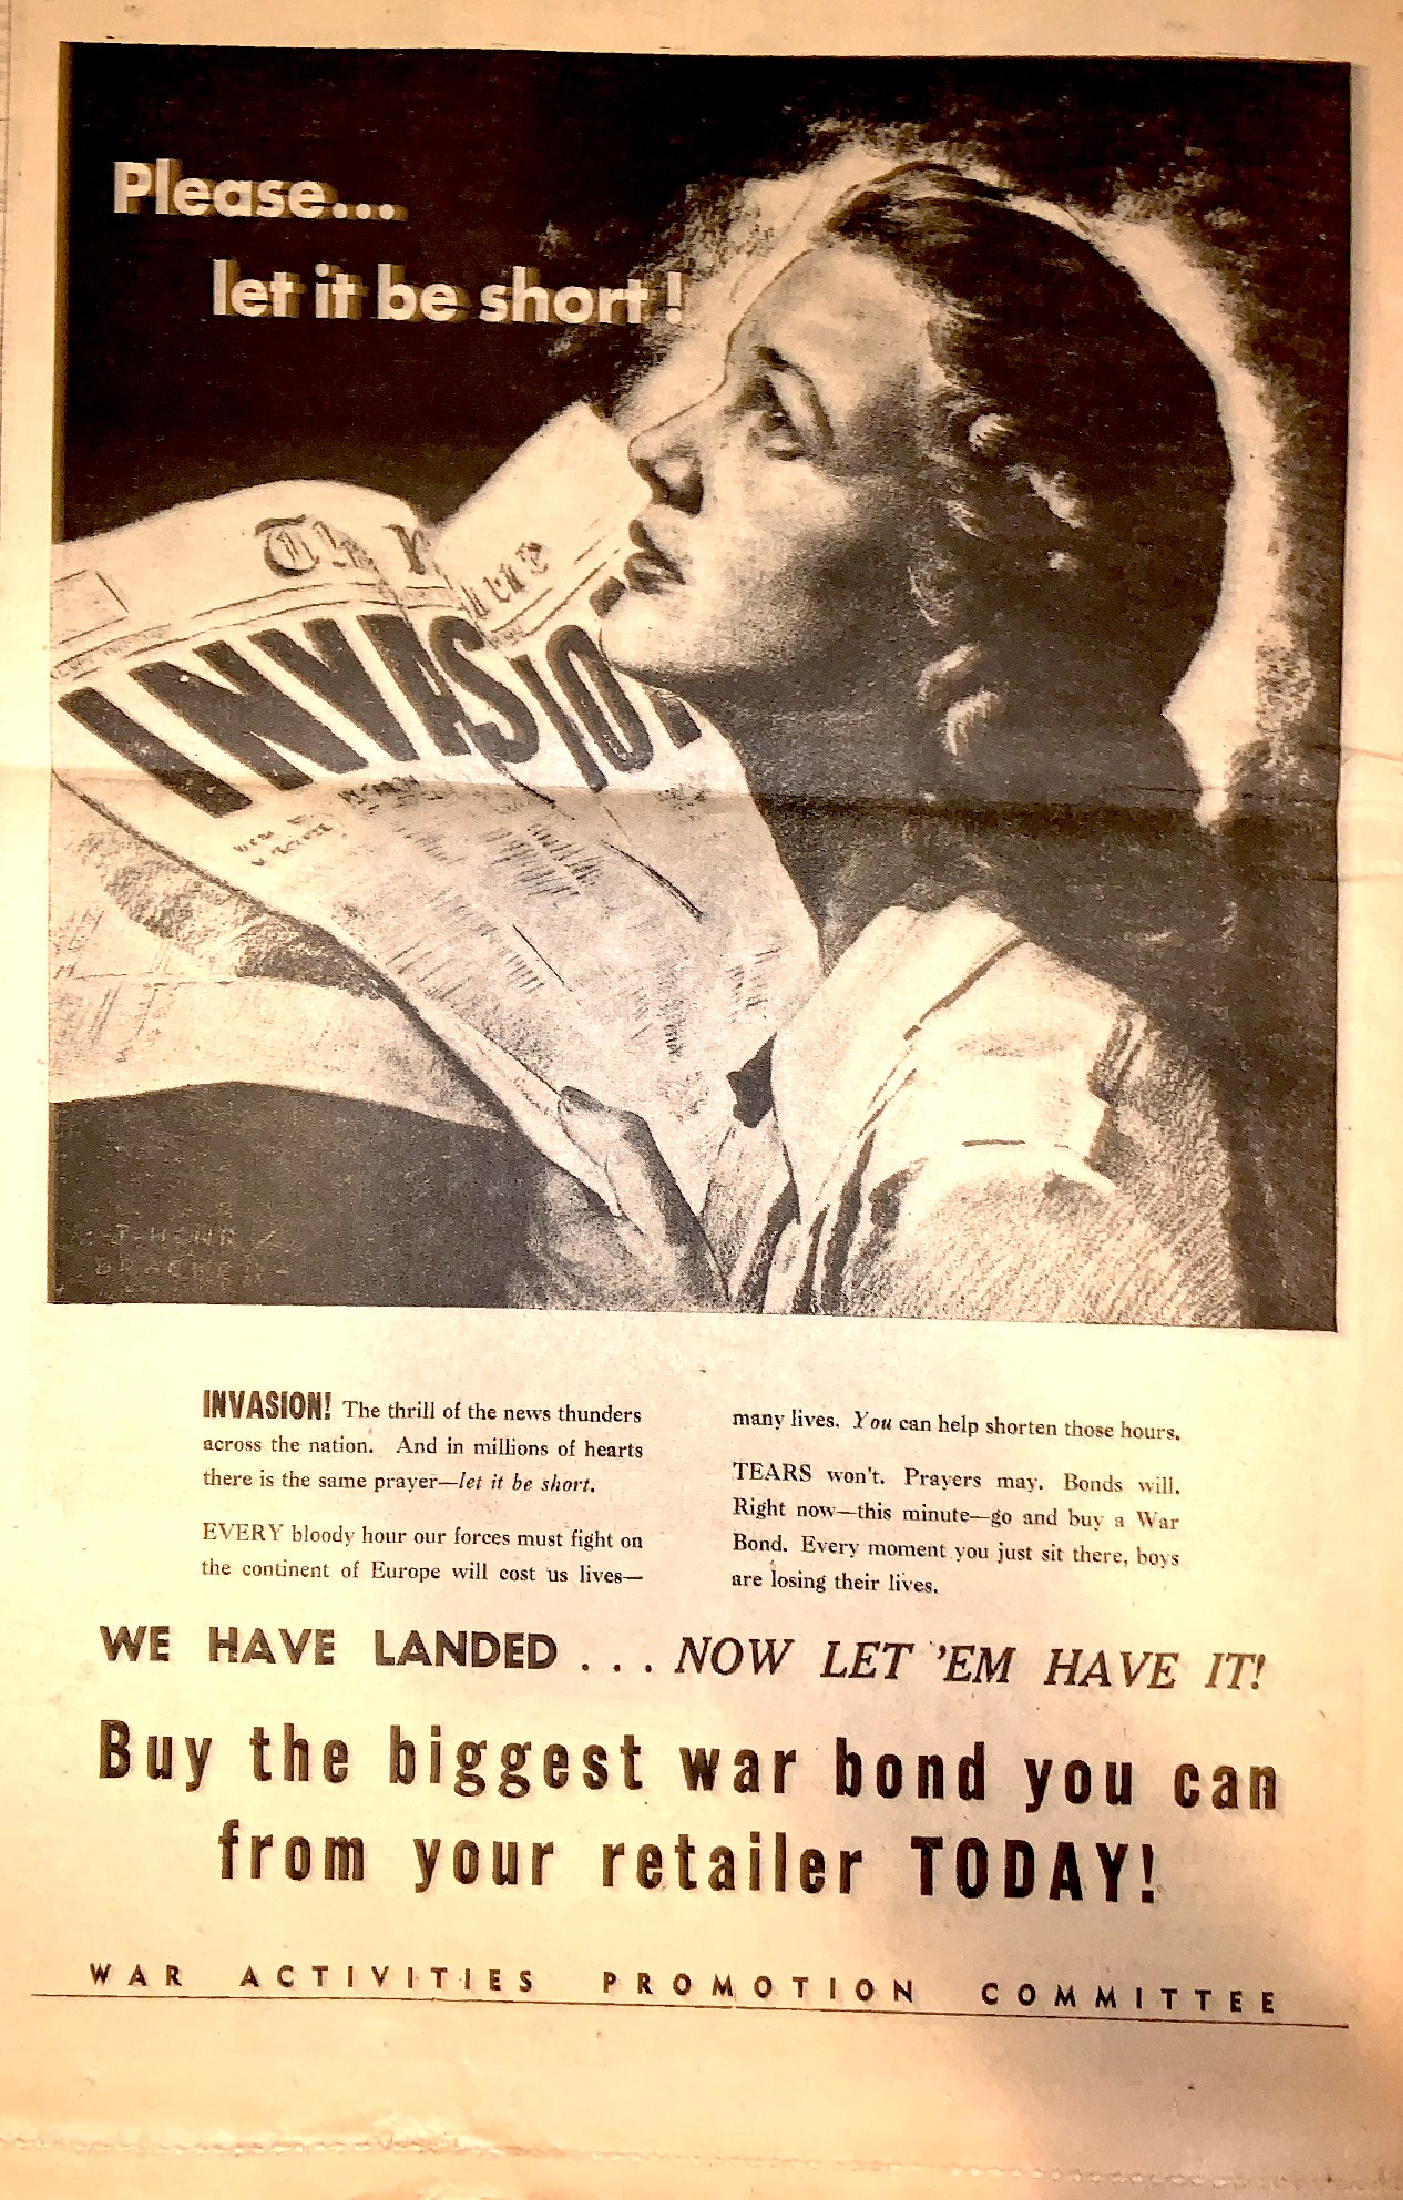 Please...
let it be short!
INVASIO
INVASION! The thrill of the news thunders
across the nation. And in millions of hearts
there is the same prayer—let it be short.
EVERY bloody hour our forces must fight on
the continent of Europe will cost us lives—
many lives. You can help shorten those hours.
TEARS won't. Prayers may. Bonds will.
Right now—this minute—go and buy a War
Bond. Every moment you just sit there, boys
are losing their lives.
WE HAVE LANDED . . . NOW LET 'EM HAVE IT!
Buy the biggest war bond you can
from your retailer TODAY!
WAR ACTIVITIES PROMOTION COMMITTEE